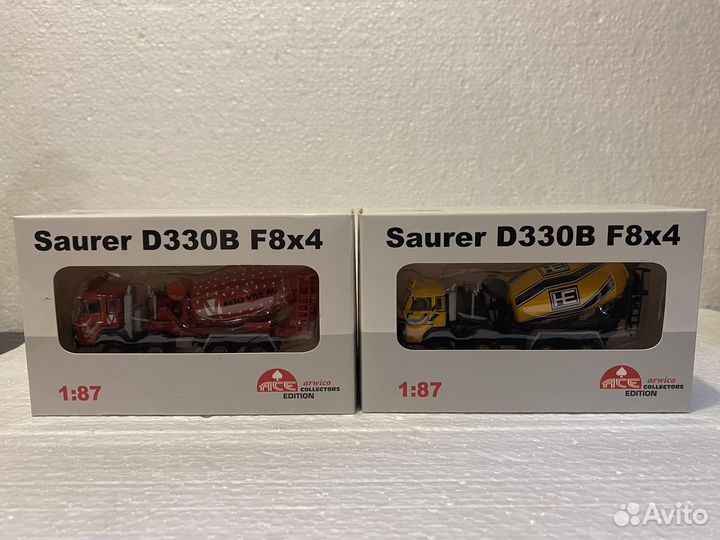 Saurer D330B F8x4
1:87
ACE
arwico
COLLECTORS
EDITION
Saurer D330B F8x4
1:87
ACE
arwico
COLLECTORS
EDITION
Avito